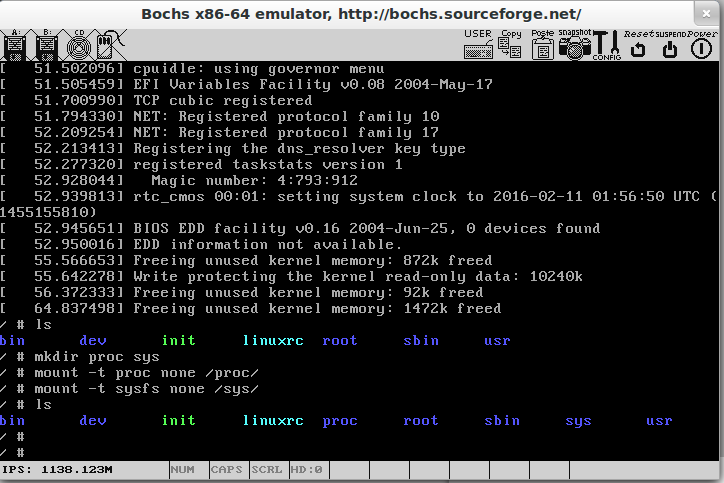 Bochs x86-64 emulator, http://bochs.sourceforge.net/
A: B: CD USER Copy Paste snapshot CONFIG Reset SUSPEND Power
[   51.502096] cpuidle: using governor menu
[   51.505459] EFI Variables Facility v0.08 2004-May-17
[   51.700990] TCP cubic registered
[   51.794330] NET: Registered protocol family 10
[   52.209254] NET: Registered protocol family 17
[   52.213413] Registering the dns_resolver key type
[   52.277320] registered taskstats version 1
[   52.928044]   Magic number: 4:793:912
[   52.939813] rtc_cmos 00:01: setting system clock to 2016-02-11 01:56:50 UTC (
1455155810)
[   52.945651] BIOS EDD facility v0.16 2004-Jun-25, 0 devices found
[   52.950016] EDD information not available.
[   55.566653] Freeing unused kernel memory: 872k freed
[   55.642278] Write protecting the kernel read-only data: 10240k
[   56.372333] Freeing unused kernel memory: 92k freed
[   64.837498] Freeing unused kernel memory: 1472k freed
/ # ls
bin dev init linuxrc root sbin usr
/ # mkdir proc sys
/ # mount -t proc none /proc/
/ # mount -t sysfs none /sys/
/ # ls
bin dev init linuxrc proc root sbin sys usr
/ #
/ #
IPS: 1138.123M NUM CAPS SCRL HD:0